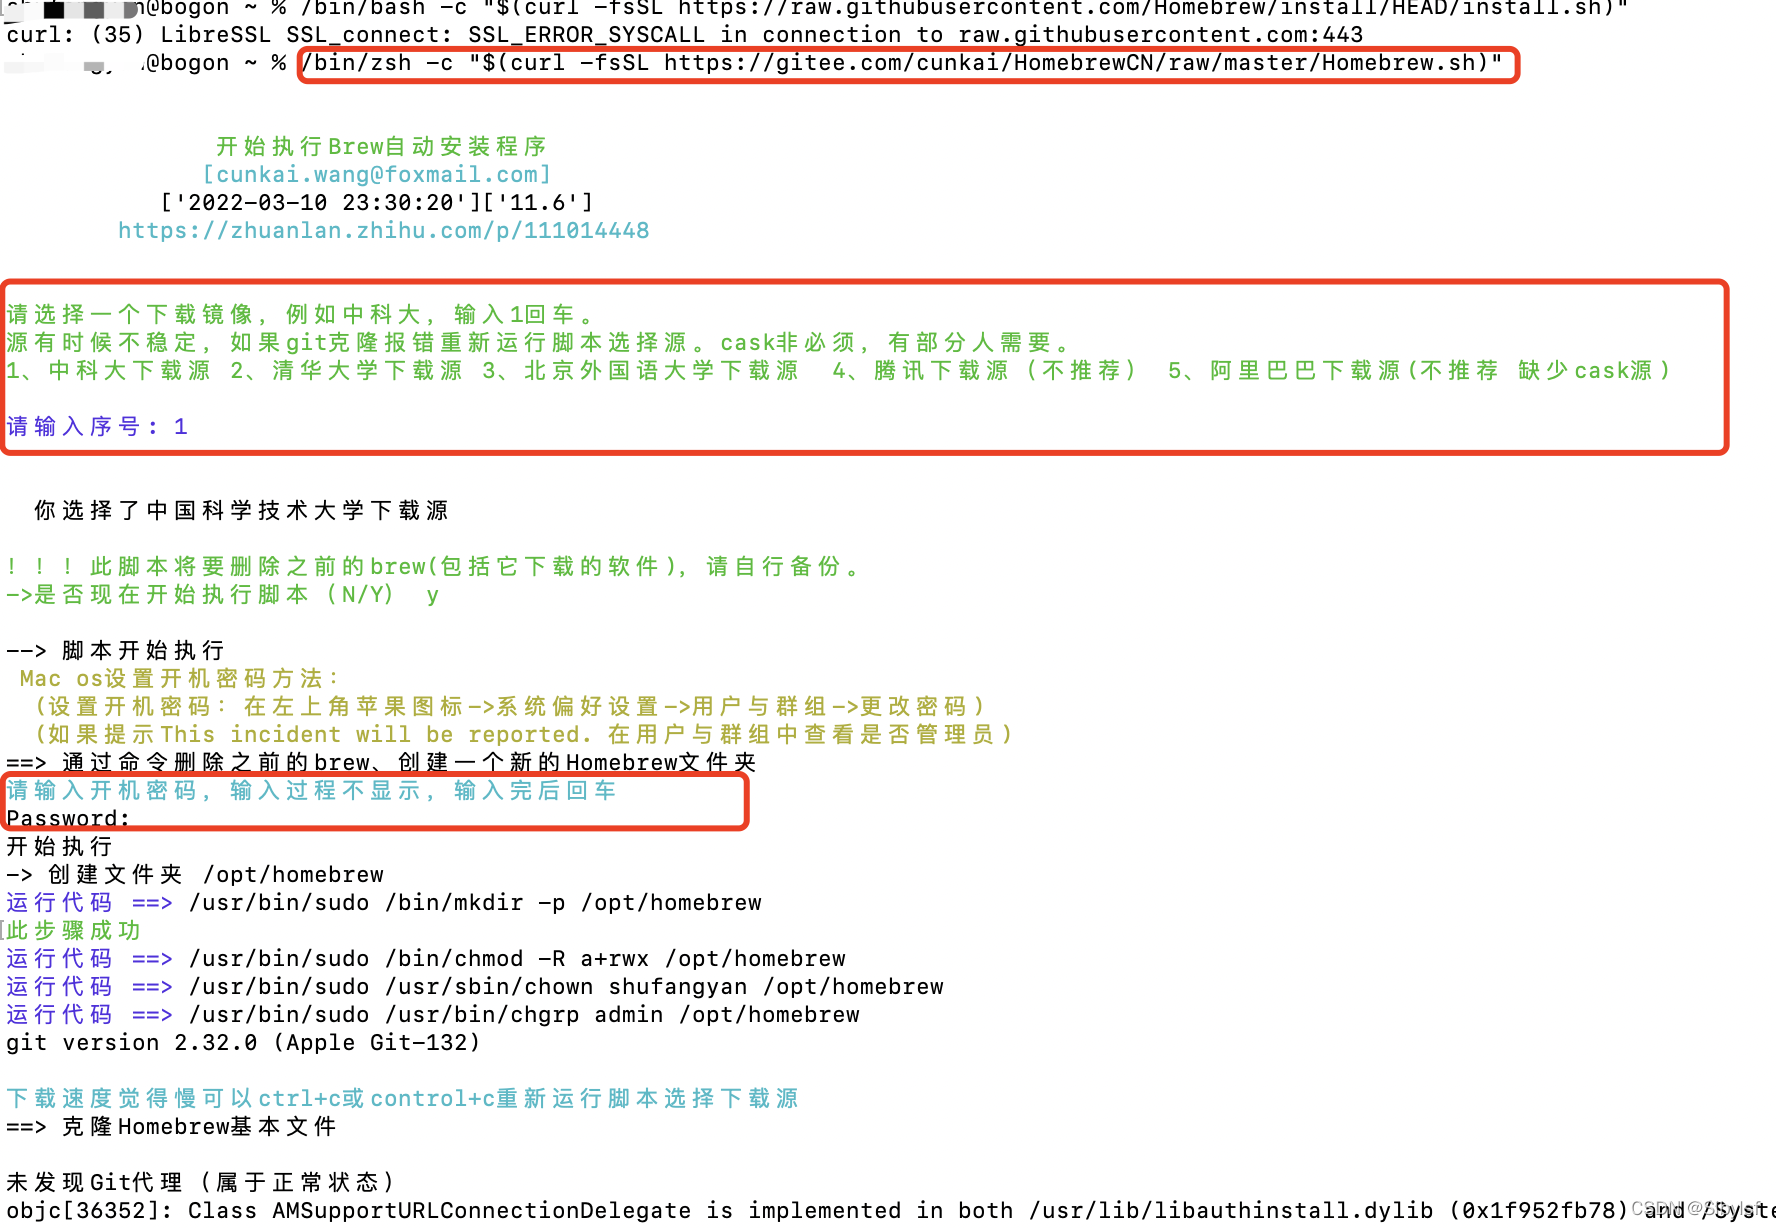 @bogon ~ % /bin/bash -c "$(curl -fsSL https://raw.githubusercontent.com/Homebrew/install/HEAD/install.sh)"
curl: (35) LibreSSL SSL_connect: SSL_ERROR_SYSCALL in connection to raw.githubusercontent.com:443
@bogon ~ % /bin/zsh -c "$(curl -fsSL https://gitee.com/cunkai/HomebrewCN/raw/master/Homebrew.sh)"
开始执行Brew自动安装程序
[cunkai.wang@foxmail.com]
['2022-03-10 23:30:20']['11.6']
https://zhuanlan.zhihu.com/p/111014448
请选择一个下载镜像，例如中科大，输入1回车。
源有时候不稳定，如果git克隆报错重新运行脚本选择源。cask非必须，有部分人需要。
1、中科大下载源 2、清华大学下载源 3、北京外国语大学下载源  4、腾讯下载源（不推荐）  5、阿里巴巴下载源(不推荐 缺少cask源)
请输入序号: 1
你选择了中国科学技术大学下载源
！！！此脚本将要删除之前的brew(包括它下载的软件)，请自行备份。
->是否现在开始执行脚本（N/Y） y
--> 脚本开始执行
Mac os设置开机密码方法：
(设置开机密码：在左上角苹果图标->系统偏好设置->用户与群组->更改密码)
(如果提示This incident will be reported. 在用户与群组中查看是否管理员)
==> 通过命令删除之前的brew、创建一个新的Homebrew文件夹
请输入开机密码，输入过程不显示，输入完后回车
Password:
开始执行
-> 创建文件夹 /opt/homebrew
运行代码 ==> /usr/bin/sudo /bin/mkdir -p /opt/homebrew
[此步骤成功
运行代码 ==> /usr/bin/sudo /bin/chmod -R a+rwx /opt/homebrew
运行代码 ==> /usr/bin/sudo /usr/sbin/chown shufangyan /opt/homebrew
运行代码 ==> /usr/bin/sudo /usr/bin/chgrp admin /opt/homebrew
git version 2.32.0 (Apple Git-132)
下载速度觉得慢可以ctrl+c或control+c重新运行脚本选择下载源
==> 克隆Homebrew基本文件
未发现Git代理（属于正常状态）
objc[36352]: Class AMSupportURLConnectionDelegate is implemented in both /usr/lib/libauthinstall.dylib (0x1f952fb78) and /Syste